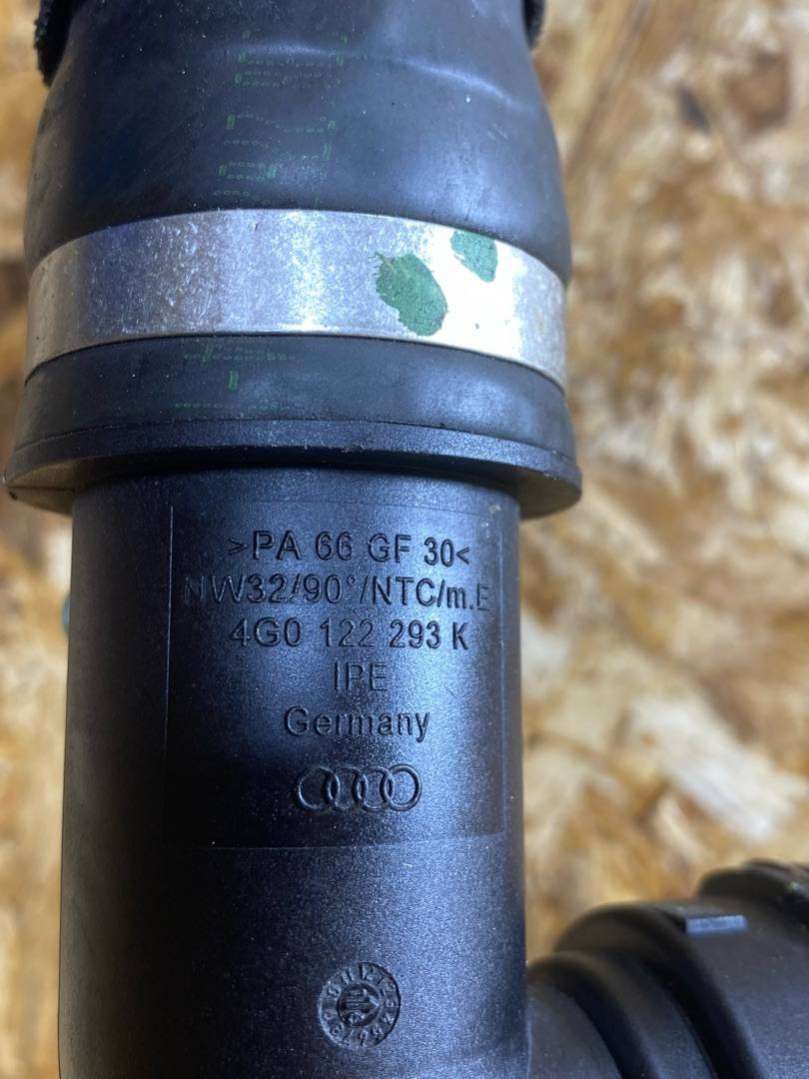 >PA 66 GF 30<
NW32/90°/NTC/m.E
4G0 122 293 K
IPE
Germany